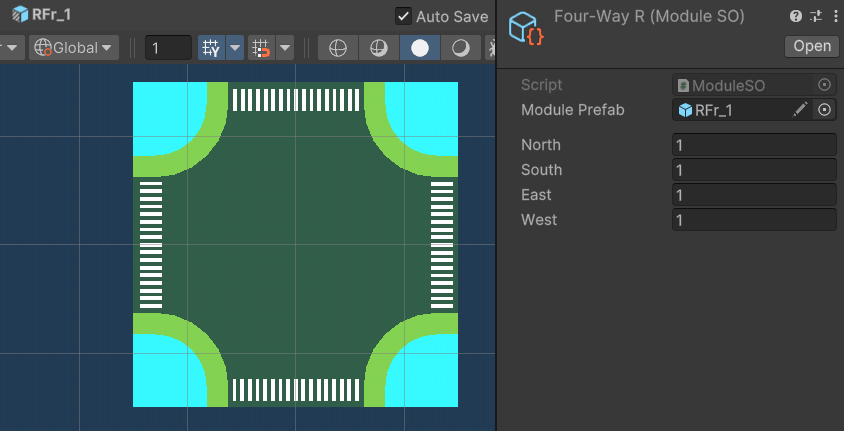 RFr_1
Auto Save
Global
1
Y
Four-Way R (Module SO)
Open
Script
ModuleSO
Module Prefab
RFr_1
North
1
South
1
East
1
West
1